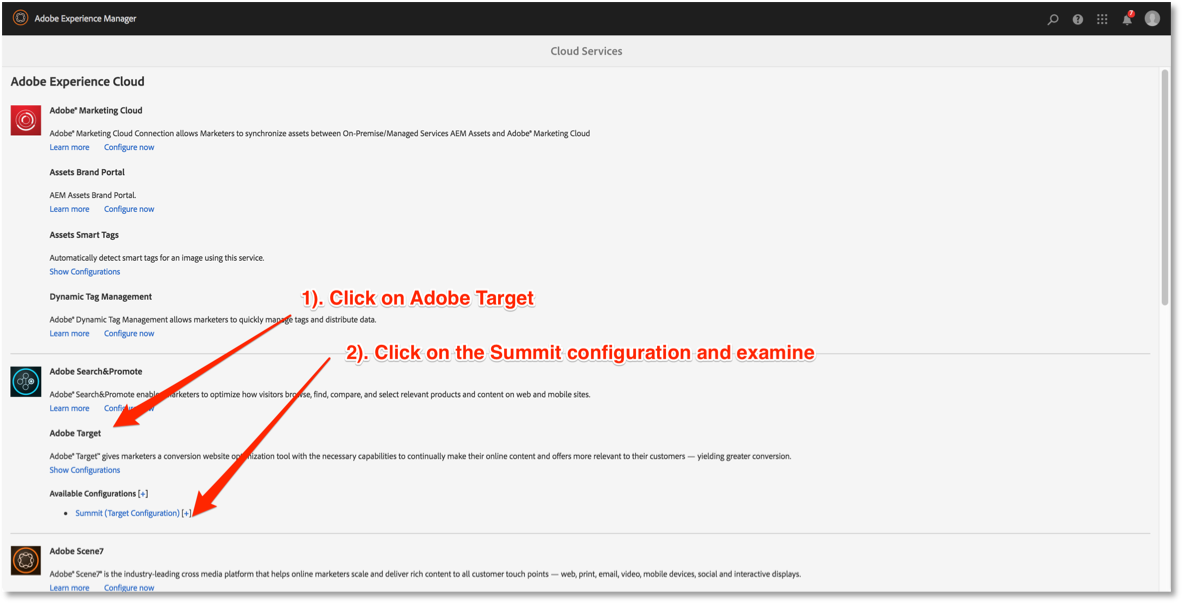 Adobe Experience Manager
7
Cloud Services
Adobe Experience Cloud
Adobe® Marketing Cloud
Adobe® Marketing Cloud Connection allows Marketers to synchronize assets between On-Premise/Managed Services AEM Assets and Adobe® Marketing Cloud
Learn more Configure now
Assets Brand Portal
AEM Assets Brand Portal.
Learn more Configure now
Assets Smart Tags
Automatically detect smart tags for an image using this service.
Show Configurations
Dynamic Tag Management
1). Click on Adobe Target
Adobe® Dynamic Tag Management allows marketers to quickly manage tags and distribute data.
Learn more Configure now
2). Click on the Summit configuration and examine
Adobe Search&Promote
Adobe® Search&Promote enables marketers to optimize how visitors browse, find, compare, and select relevant products and content on web and mobile sites.
Learn more Configure now
Adobe Target
Adobe® Target™ gives marketers a conversion website optimization tool with the necessary capabilities to continually make their online content and offers more relevant to their customers — yielding greater conversion.
Show Configurations
Available Configurations [+]
• Summit (Target Configuration) [+]
Adobe Scene7
Adobe® Scene7® is the industry-leading cross media platform that helps online marketers scale and deliver rich content to all customer touch points — web, print, email, video, mobile devices, social and interactive displays.
Learn more Configure now